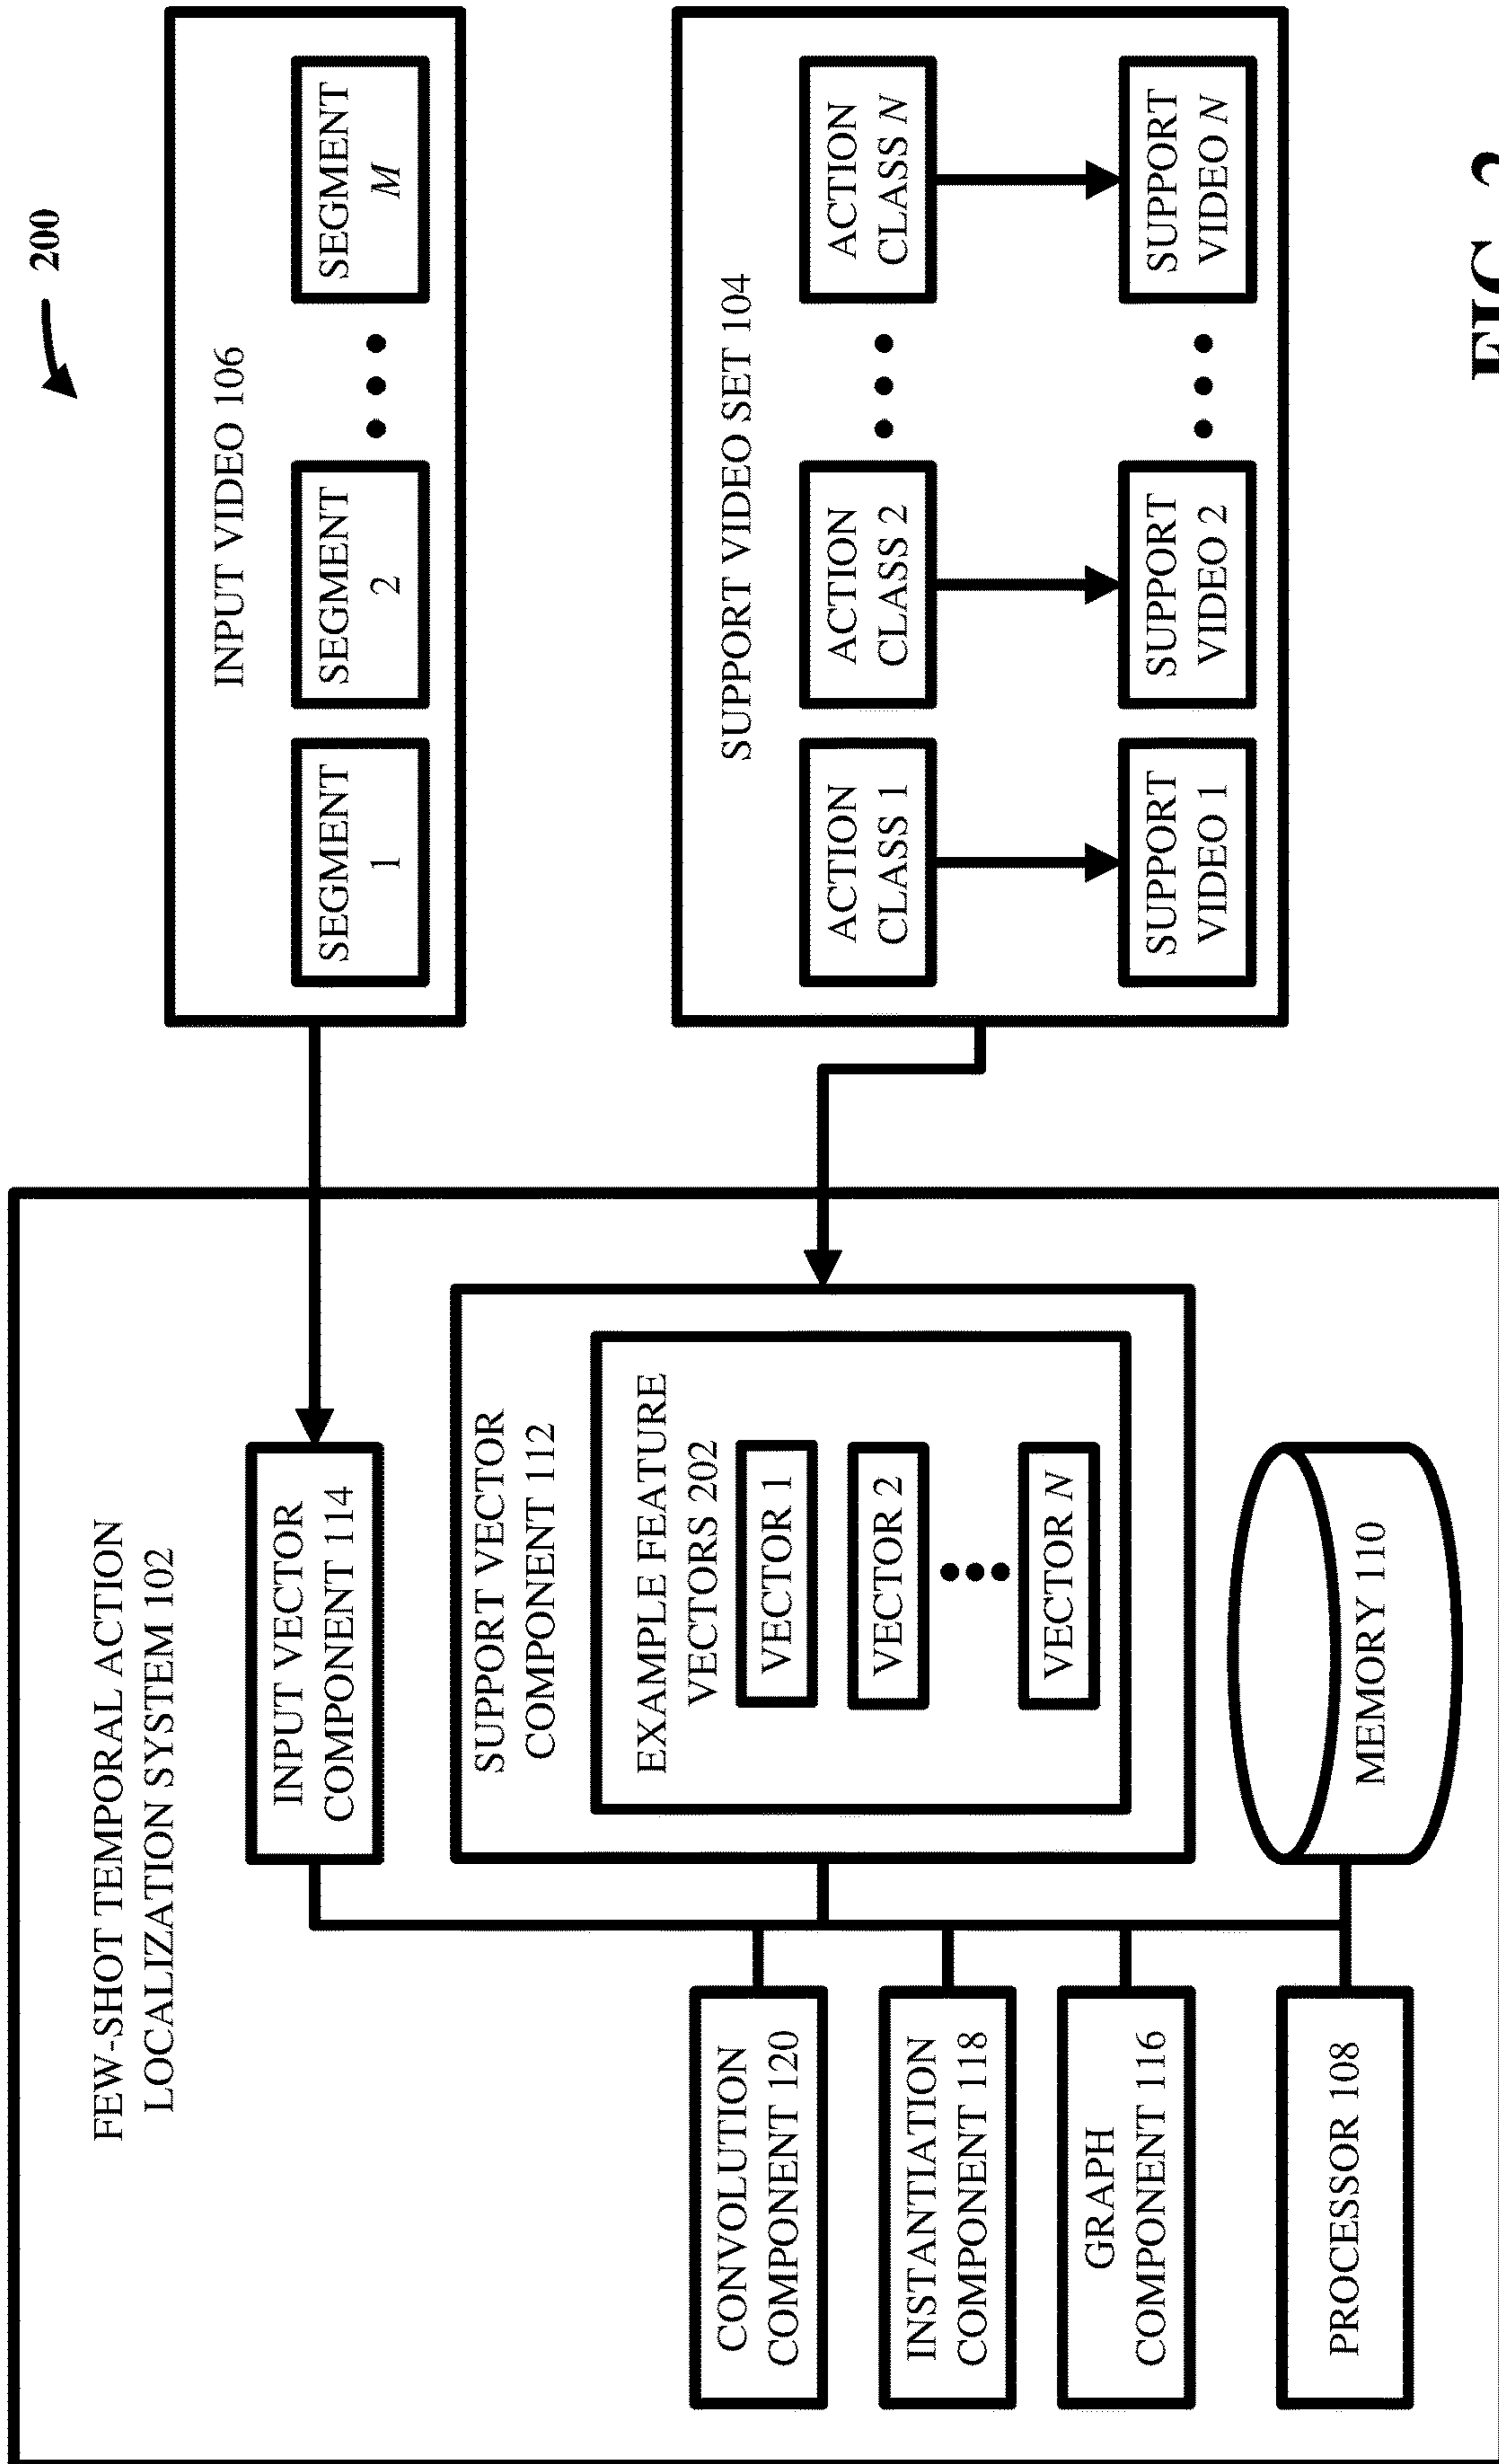 200
FEW-SHOT TEMPORAL ACTION
LOCALIZATION SYSTEM 102
INPUT VECTOR
COMPONENT 114
SUPPORT VECTOR
COMPONENT 112
EXAMPLE FEATURE
VECTORS 202
VECTOR 1
VECTOR 2
VECTOR N
CONVOLUTION
COMPONENT 120
INSTANTIATION
COMPONENT 118
GRAPH
COMPONENT 116
PROCESSOR 108
MEMORY 110
INPUT VIDEO 106
SEGMENT
1
SEGMENT
2
SEGMENT
M
SUPPORT VIDEO SET 104
ACTION
CLASS 1
ACTION
CLASS 2
ACTION
CLASS N
SUPPORT
VIDEO 1
SUPPORT
VIDEO 2
SUPPORT
VIDEO N
FIG. 2